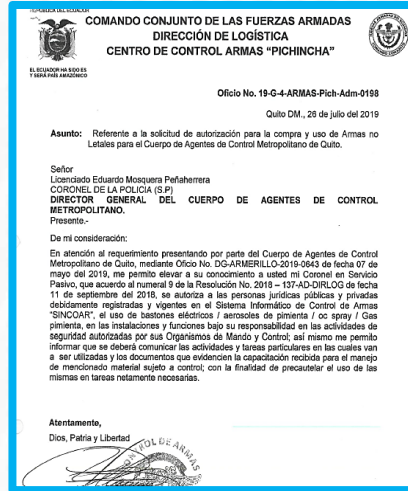 REPÚBLICA DEL ECUADOR
EL ECUADOR HA SIDO ES
Y SERÁ PAÍS AMAZÓNICO
COMANDO CONJUNTO DE LAS FUERZAS ARMADAS
DIRECCIÓN DE LOGÍSTICA
CENTRO DE CONTROL ARMAS “PICHINCHA”
Oficio No. 19-G-4-ARMAS-Pich-Adm-0198
Quito DM., 26 de julio del 2019
Asunto: Referente a la solicitud de autorización para la compra y uso de Armas no
Letales para el Cuerpo de Agentes de Control Metropolitano de Quito.
Señor
Licenciado Eduardo Mosquera Peñaherrera
CORONEL DE LA POLICIA (S.P)
DIRECTOR GENERAL DEL CUERPO DE AGENTES DE CONTROL
METROPOLITANO.
Presente.-
De mi consideración:
En atención al requerimiento presentando por parte del Cuerpo de Agentes de Control
Metropolitano de Quito, mediante Oficio No. DG-ARMERILLO-2019-0643 de fecha 07 de
mayo del 2019, me permito elevar a su conocimiento a usted mi Coronel en Servicio
Pasivo, que acuerdo al numeral 9 de la Resolución No. 2018 – 137-AD-DIRLOG de fecha
11 de septiembre del 2018, se autoriza a las personas jurídicas públicas y privadas
debidamente registradas y vigentes en el Sistema Informático de Control de Armas
“SINCOAR”, el uso de bastones eléctricos / aerosoles de pimienta / oc spray / Gas
pimienta, en las instalaciones y funciones bajo su responsabilidad en las actividades de
seguridad autorizadas por sus Organismos de Mando y Control; así mismo me permito
informar que se deberá comunicar las actividades y tareas particulares en las cuales van
a ser utilizadas y los documentos que evidencien la capacitación recibida para el manejo
de mencionado material sujeto a control; con la finalidad de precautelar el uso de las
mismas en tareas netamente necesarias.
Atentamente,
Dios, Patria y Libertad
CONTROL DE ARMAS